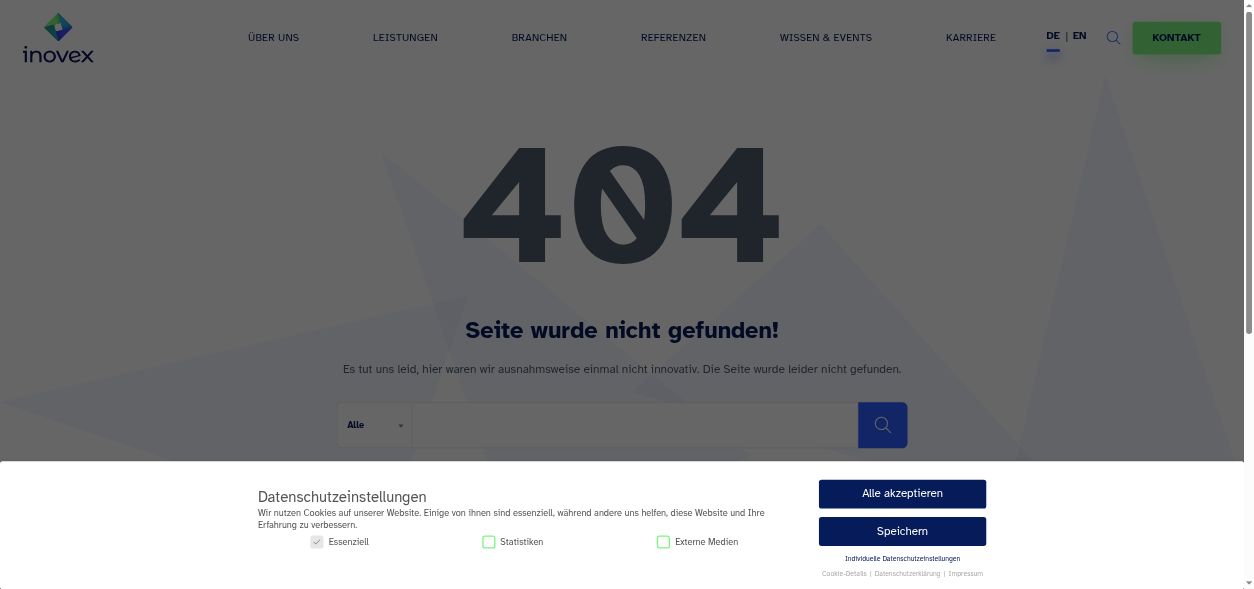 inovex
ÜBER UNS LEISTUNGEN BRANCHEN REFERENZEN WISSEN & EVENTS KARRIERE DE | EN KONTAKT
404
Seite wurde nicht gefunden!
Es tut uns leid, hier waren wir ausnahmsweise einmal nicht innovativ. Die Seite wurde leider nicht gefunden.
Alle
Datenschutzeinstellungen
Wir nutzen Cookies auf unserer Website. Einige von ihnen sind essenziell, während andere uns helfen, diese Website und Ihre
Erfahrung zu verbessern.
Essenziell Statistiken Externe Medien
Alle akzeptieren
Speichern
Individuelle Datenschutzeinstellungen
Cookie-Details | Datenschutzerklärung | Impressum